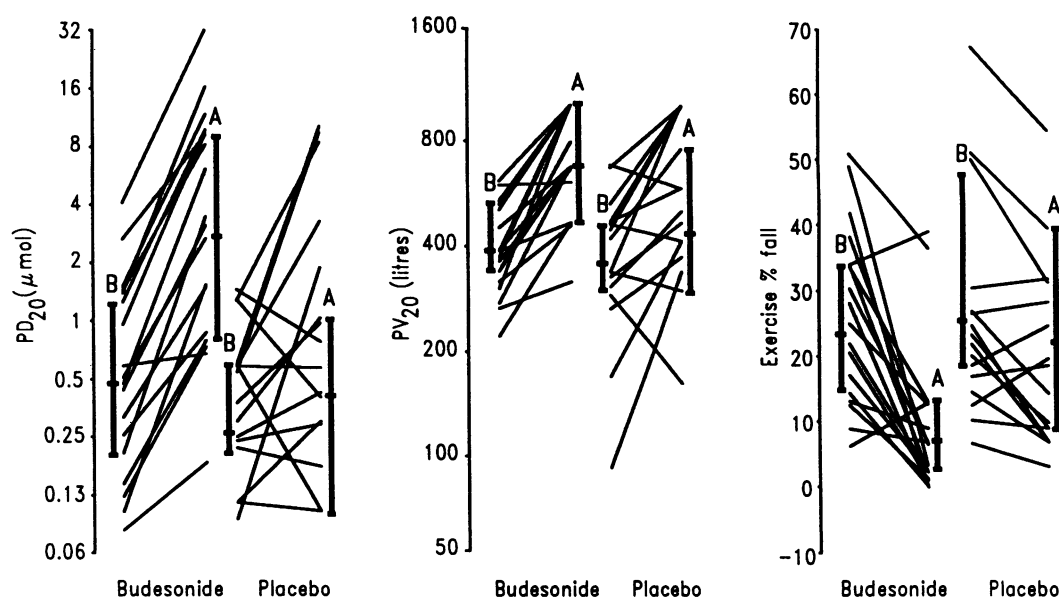 PD20 (μmol)
32
16
8
4
2
1
0.5
0.25
0.13
0.06
B
A
B
A
Budesonide
Placebo
PV20 (litres)
1600
800
400
200
100
50
B
A
B
A
Budesonide
Placebo
Exercise % fall
70
60
50
40
30
20
10
0
-10
B
A
B
A
Budesonide
Placebo